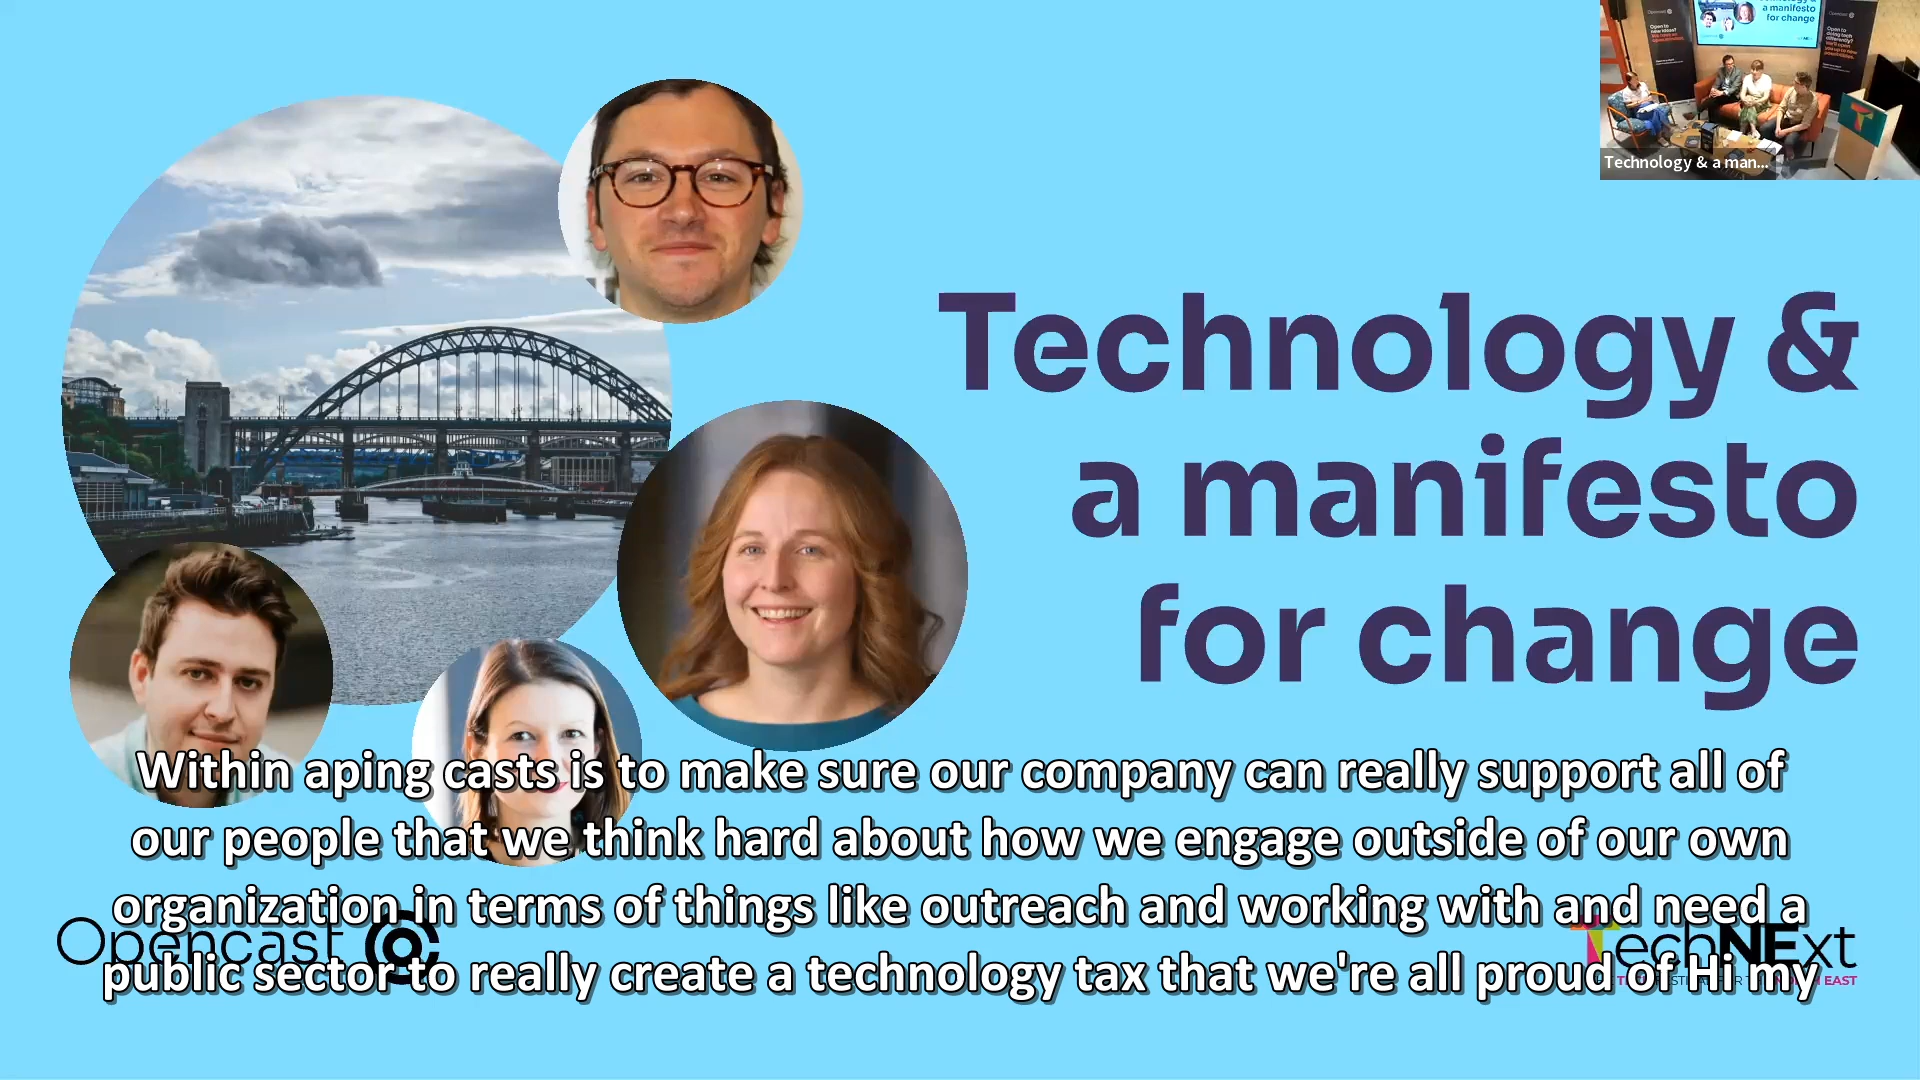 a manifesto
for change
Technology & a man...
Technology &
a manifesto
for change
Within aping casts is to make sure our company can really support all of
our people that we think hard about how we engage outside of our own
organization in terms of things like outreach and working with and need a
public sector to really create a technology tax that we're all proud of Hi my
Opencast
TechNExt
EAST